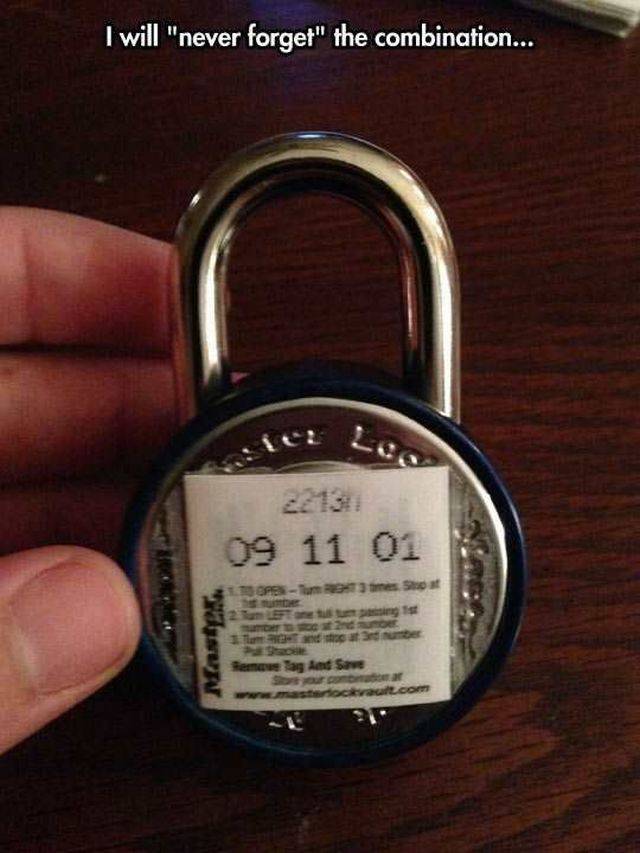 I will "never forget" the combination...
Master Loc
2213
09 11 01
1. TO OPEN - Turn RIGHT 3 times. Stop at
1st number.
2. Turn LEFT one full turn passing 1st
number to stop at 2nd number.
3. Turn RIGHT and stop at 3rd number.
Pull Shackle.
Remove Tag And Save
Store your combination at
www.masterlockvault.com
Master